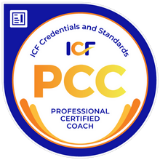 ICF Credentials and Standards
ICF
PCC
PROFESSIONAL
CERTIFIED
COACH